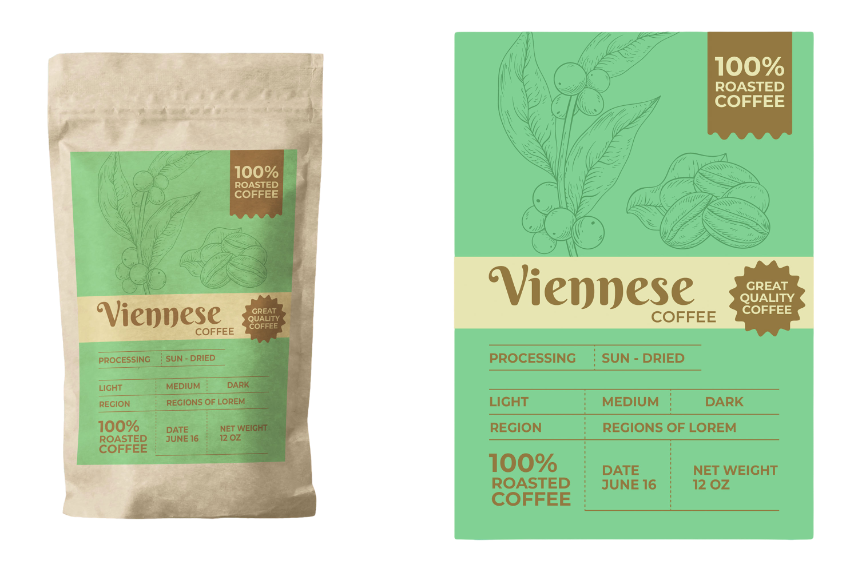 100%
ROASTED
COFFEE
Viennese
COFFEE
GREAT
QUALITY
COFFEE
PROCESSING SUN - DRIED
LIGHT MEDIUM DARK
REGION REGIONS OF LOREM
100%
ROASTED
COFFEE
DATE
JUNE 16
NET WEIGHT
12 OZ
100%
ROASTED
COFFEE
Viennese
COFFEE
GREAT
QUALITY
COFFEE
PROCESSING SUN - DRIED
LIGHT MEDIUM DARK
REGION REGIONS OF LOREM
100%
ROASTED
COFFEE
DATE
JUNE 16
NET WEIGHT
12 OZ